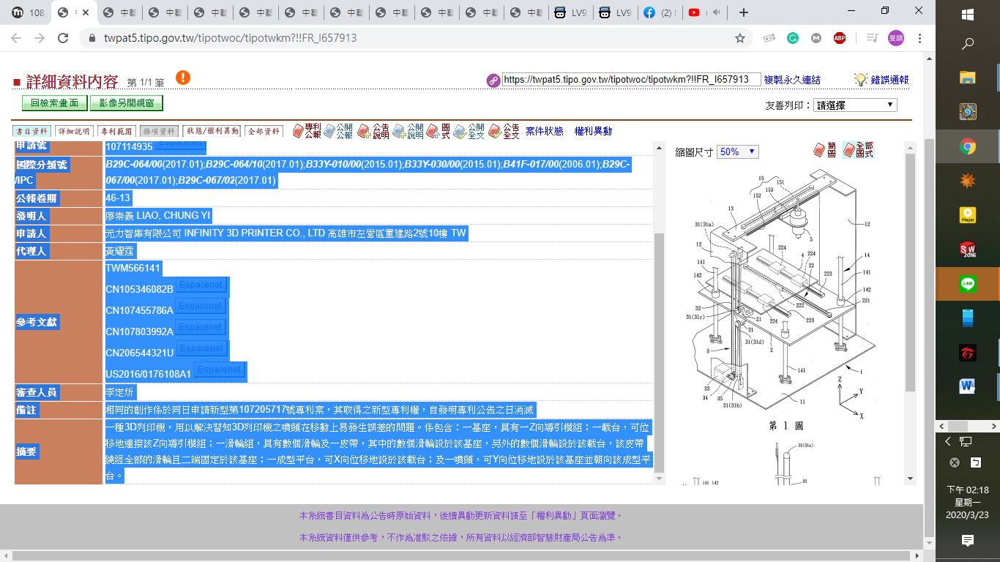 108
中華
中華
中華
中華
中華
中華
中華
中華
中華
中華
LV9
LV9
(2)
twpat5.tipo.gov.tw/tipotwoc/tipotwkm?!!FR_I657913
ABP
旻頡
詳細資料內容 第 1/1 筆
https://twpat5.tipo.gov.tw/tipotwoc/tipotwkm?!!FR_I657913 複製永久連結 錯誤通報
回檢索畫面 影像另開視窗
友善列印： 請選擇
書目資料 詳細說明 專利範圍 雜項資料 狀態/權利異動 全部資料 專利公報 公開公報 公告說明 公開說明 圖式 公開全文 公告全文 案件狀態 權利異動
申請號 107114935 Espacenet
國際分類號/IPC B29C-064/00(2017.01);B29C-064/10(2017.01);B33Y-010/00(2015.01);B33Y-030/00(2015.01);B41F-017/00(2006.01);B29C-
067/00(2017.01);B29C-067/02(2017.01)
公報卷期 46-13
發明人 廖崇義 LIAO, CHUNG YI
申請人 元力智庫有限公司 INFINITY 3D PRINTER CO., LTD 高雄市左營區重建路2號10樓 TW
代理人 黃耀霆
參考文獻
TWM566141
CN105346082B Espacenet
CN107455786A Espacenet
CN107803992A Espacenet
CN206544321U Espacenet
US2016/0176108A1 Espacenet
審查人員 李定炘
備註 相同的創作係於同日申請新型第107205717號專利案，其取得之新型專利權，自發明專利公告之日消滅
摘要
一種3D列印機，用以解決習知3D列印機之噴頭在移動上易發生誤差的問題。係包含：一基座，具有一Z向導引模組；一載台，可位
移地連接該Z向導引模組；一滑輪組，具有數個滑輪及一皮帶，其中的數個滑輪設於該基座，另外的數個滑輪設於該載台，該皮帶
繞經全部的滑輪且二端固定於該基座；一成型平台，可X向位移地設於該載台；及一噴頭，可Y向位移地設於該基座並朝向該成型平
台。
縮圖尺寸 50% 簡圖 全部圖式
15
151
153
152
13
31(31a)
12
12
5
224
4
224
22
14
141
142
141
223
142
221
222
32
31(31c)
21
224
223
21
31(31d)
2
3
141
1
33
34
35
31(31b)
11
Z
Y
X
第 1 圖
31(31a)
32
141 142
本系統書目資料為公告時原始資料，後續異動更新資料請至「權利異動」頁面瀏覽。
本系統資料僅供參考，不作為准駁之依據，所有資料以經濟部智慧財產局公告為準。
Player
SW
2016
LINE
W
下午 02:18
星期一
2020/3/23